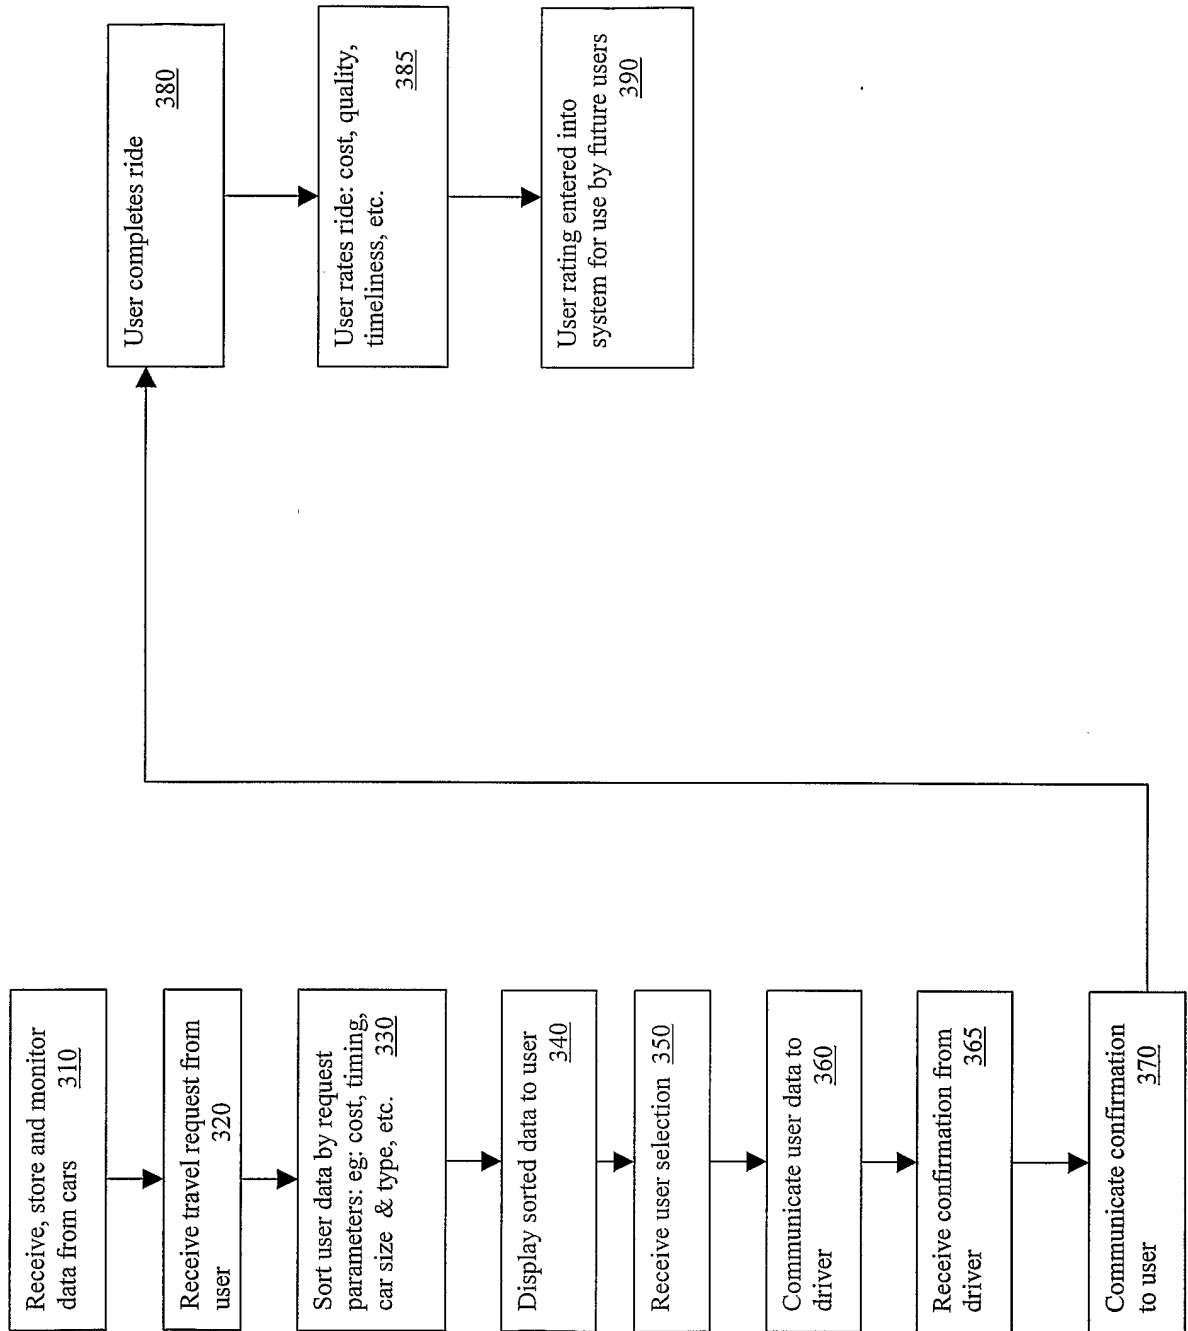 Receive, store and monitor
data from cars 310
Receive travel request from
user 320
Sort user data by request
parameters: eg: cost, timing,
car size & type, etc. 330
Display sorted data to user
340
Receive user selection 350
Communicate user data to
driver 360
Receive confirmation from
driver 365
Communicate confirmation
to user 370
User completes ride
380
User rates ride: cost, quality,
timeliness, etc. 385
User rating entered into
system for use by future users
390